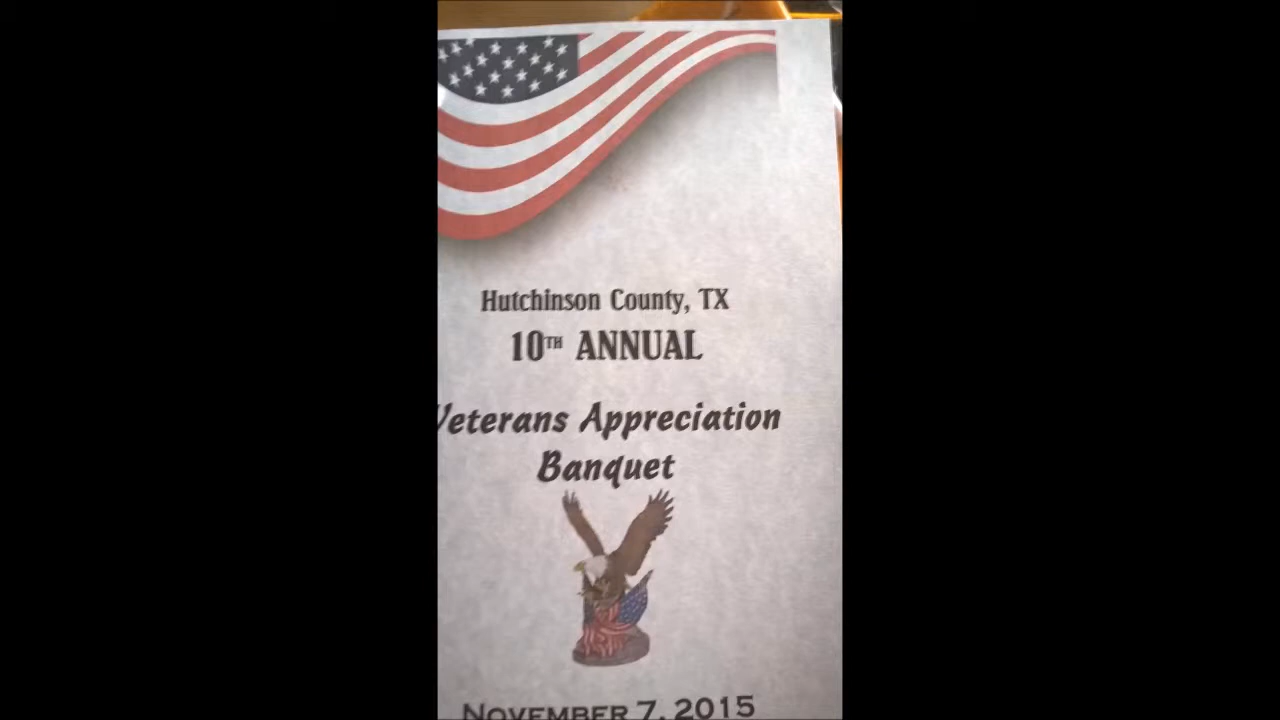 Hutchinson County, TX
10TH ANNUAL
Veterans Appreciation
Banquet
NOVEMBER 7, 2015